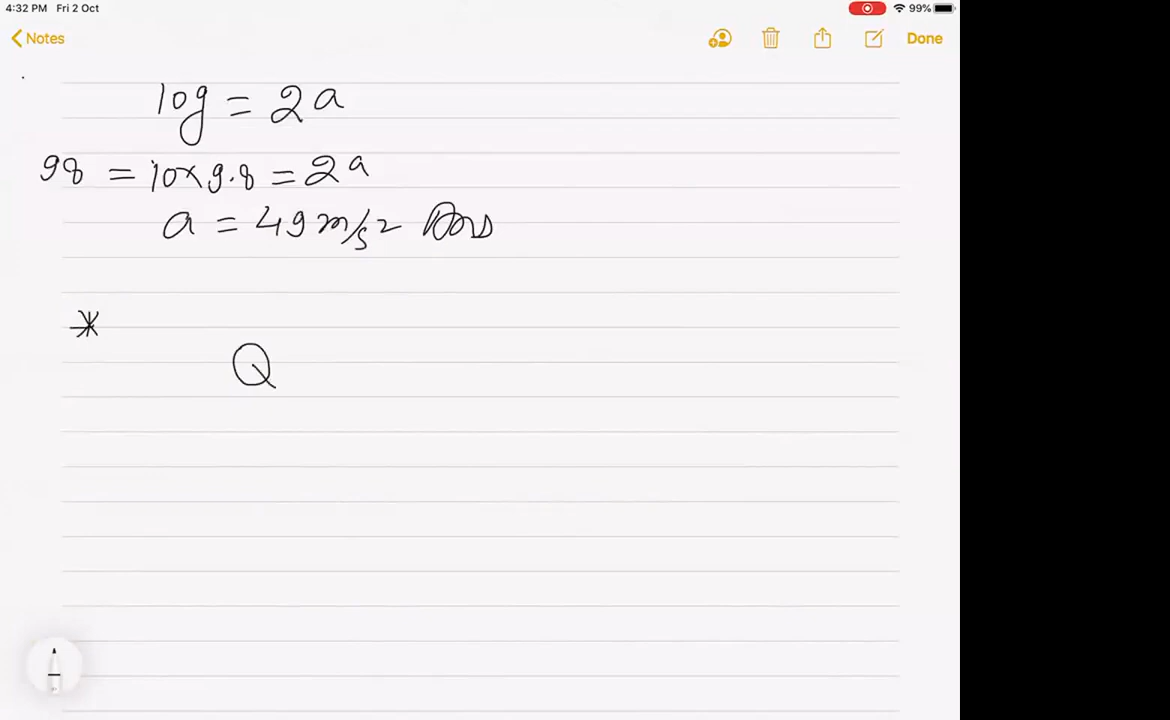 4:32 PM Fri 2 Oct 99%
Notes Done
10g = 2a
98 = 10×9.8 = 2a
a = 49 m/s2 Ans
*
Q